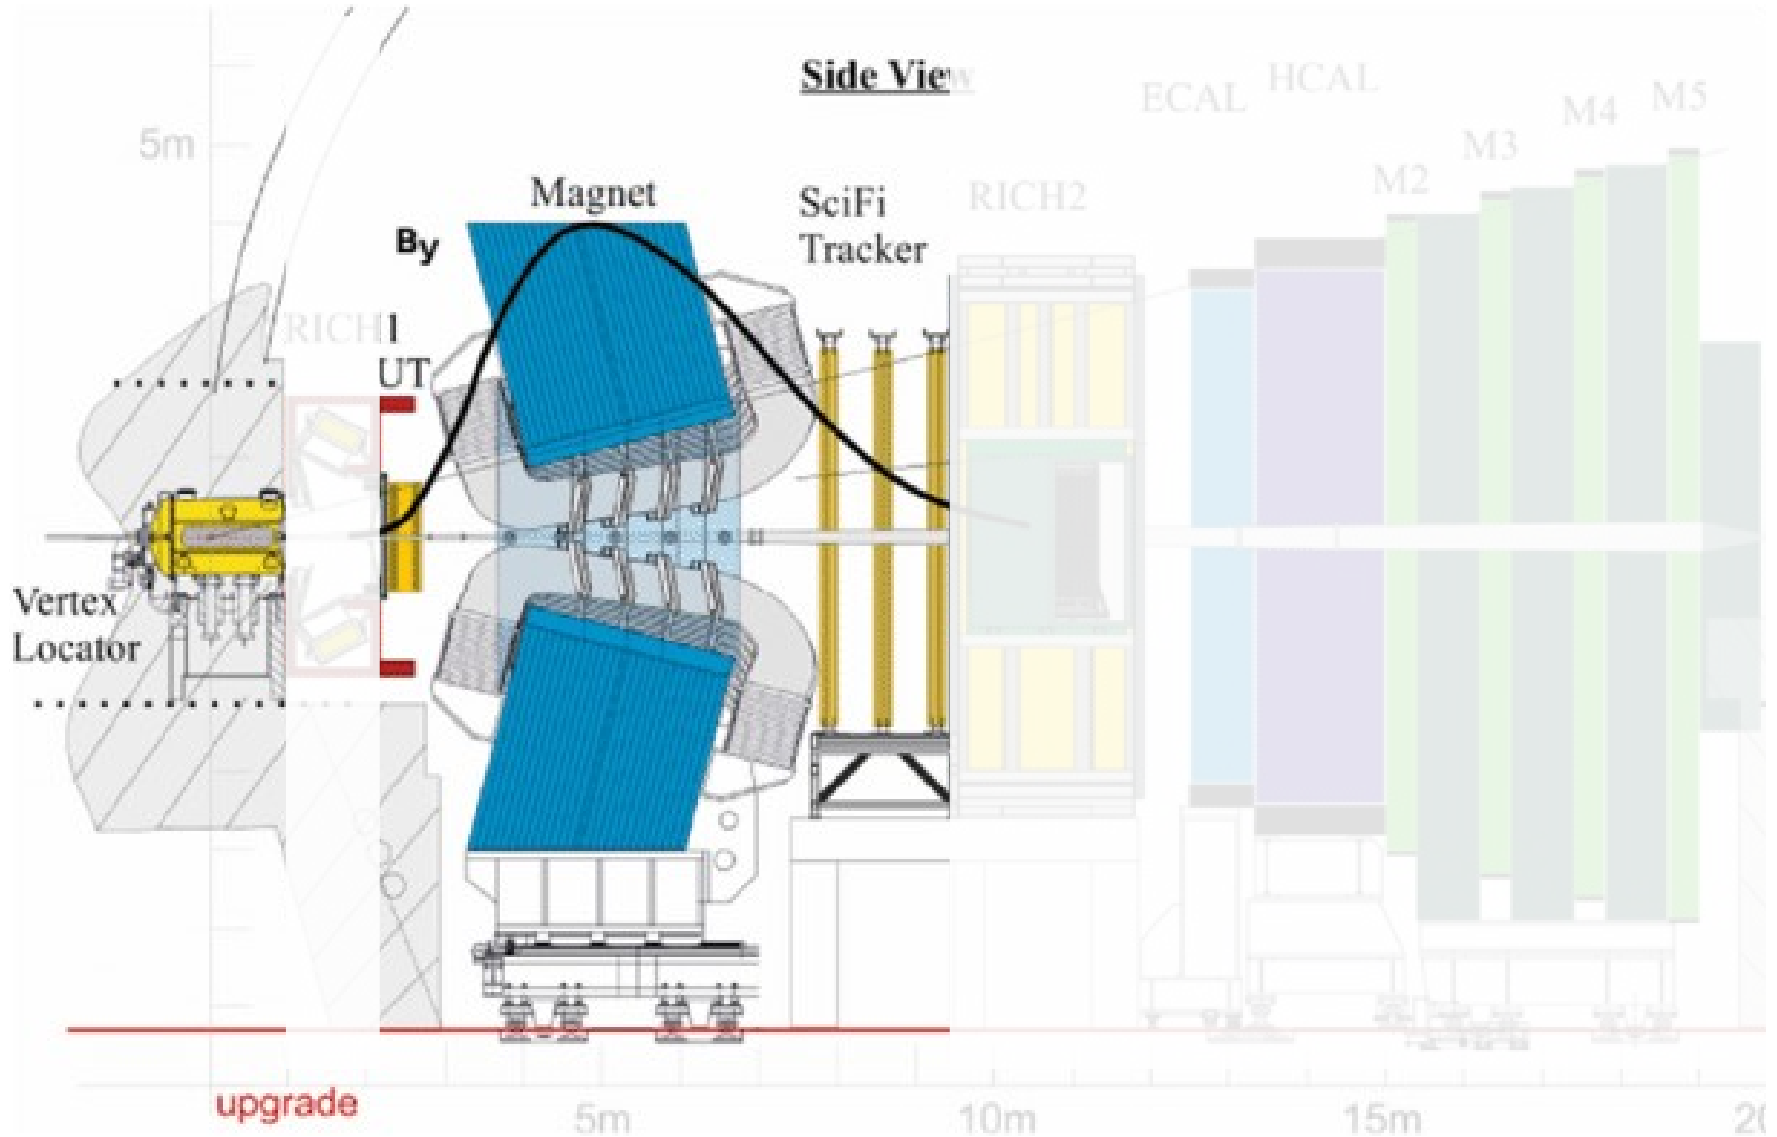 Side View
HCAL
ECAL
M5
M4
5m
M3
M2
Magnet
SciFi
Tracker
RICH2
By
RICH1
UT
Vertex
Locator
upgrade
5m
10m
15m